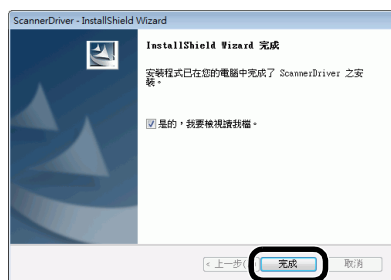 ScannerDriver - InstallShield Wizard
InstallShield Wizard 完成
安裝程式已在您的電腦中完成了 ScannerDriver 之安
裝。
是的，我要檢視讀我檔。
< 上一步(
完成
取消